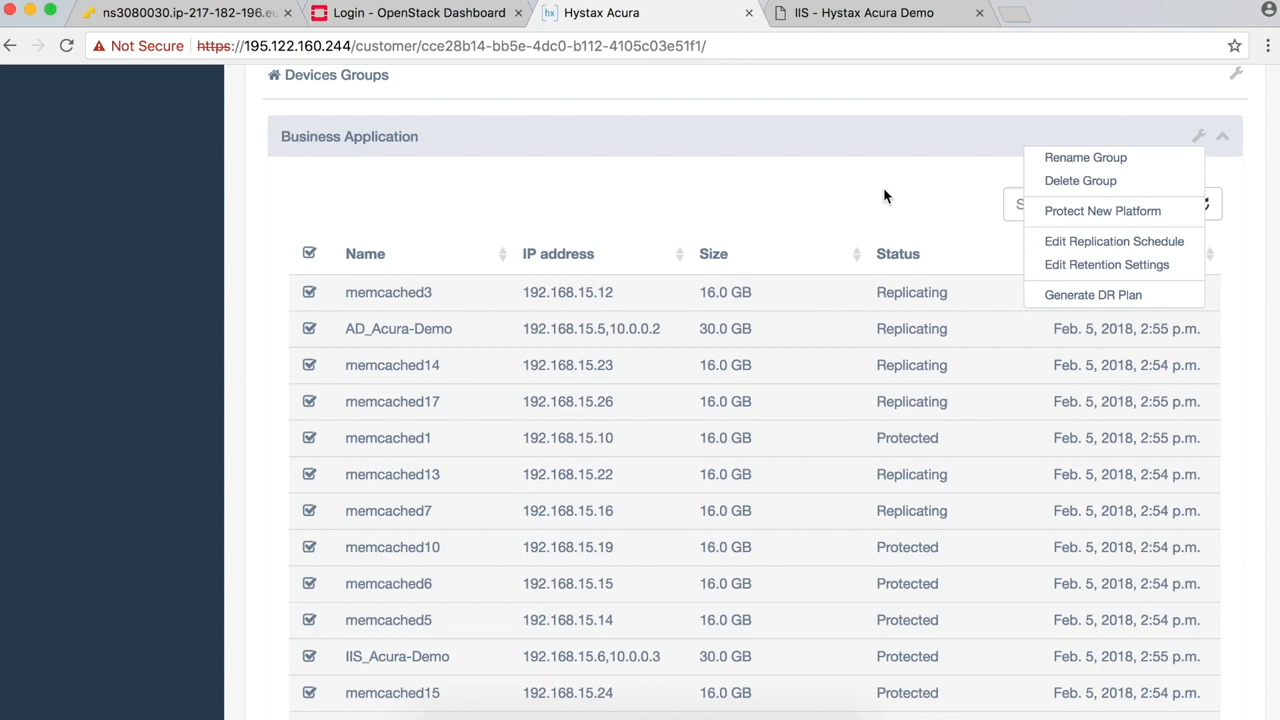 ns3080030.ip-217-182-196.eu
Login - OpenStack Dashboard
Hystax Acura
IIS - Hystax Acura Demo
Not Secure https://195.122.160.244/customer/cce28b14-bb5e-4dc0-b112-4105c03e51f1/
Devices Groups
Business Application
Rename Group
Delete Group
Protect New Platform
Edit Replication Schedule
Edit Retention Settings
Generate DR Plan
Name IP address Size Status
memcached3 192.168.15.12 16.0 GB Replicating
AD_Acura-Demo 192.168.15.5,10.0.0.2 30.0 GB Replicating Feb. 5, 2018, 2:55 p.m.
memcached14 192.168.15.23 16.0 GB Replicating Feb. 5, 2018, 2:55 p.m.
memcached17 192.168.15.26 16.0 GB Replicating Feb. 5, 2018, 2:55 p.m.
memcached1 192.168.15.10 16.0 GB Protected Feb. 5, 2018, 2:55 p.m.
memcached13 192.168.15.22 16.0 GB Replicating Feb. 5, 2018, 2:54 p.m.
memcached7 192.168.15.16 16.0 GB Replicating Feb. 5, 2018, 2:54 p.m.
memcached10 192.168.15.19 16.0 GB Protected Feb. 5, 2018, 2:54 p.m.
memcached6 192.168.15.15 16.0 GB Protected Feb. 5, 2018, 2:54 p.m.
memcached5 192.168.15.14 16.0 GB Protected Feb. 5, 2018, 2:54 p.m.
IIS_Acura-Demo 192.168.15.6,10.0.0.3 30.0 GB Protected Feb. 5, 2018, 2:54 p.m.
memcached15 192.168.15.24 16.0 GB Protected Feb. 5, 2018, 2:54 p.m.